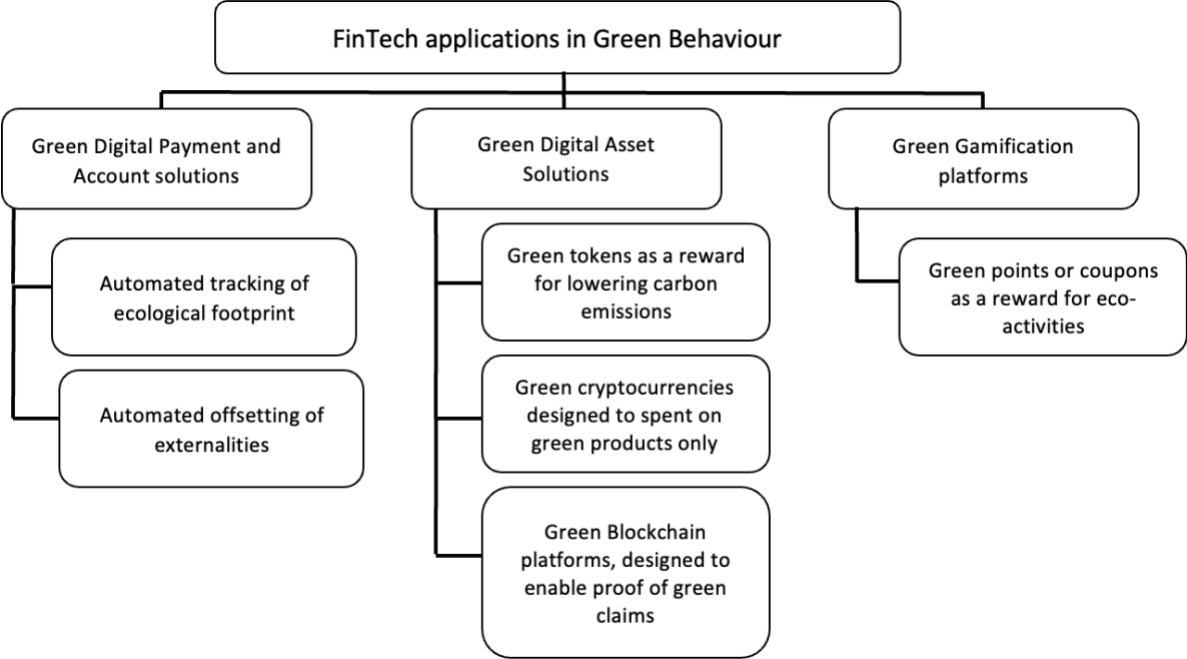 FinTech applications in Green Behaviour
Green Digital Payment and
Account solutions
Automated tracking of
ecological footprint
Automated offsetting of
externalities
Green Digital Asset
Solutions
Green tokens as a reward
for lowering carbon
emissions
Green cryptocurrencies
designed to spent on
green products only
Green Blockchain
platforms, designed to
enable proof of green
claims
Green Gamification
platforms
Green points or coupons
as a reward for eco-
activities